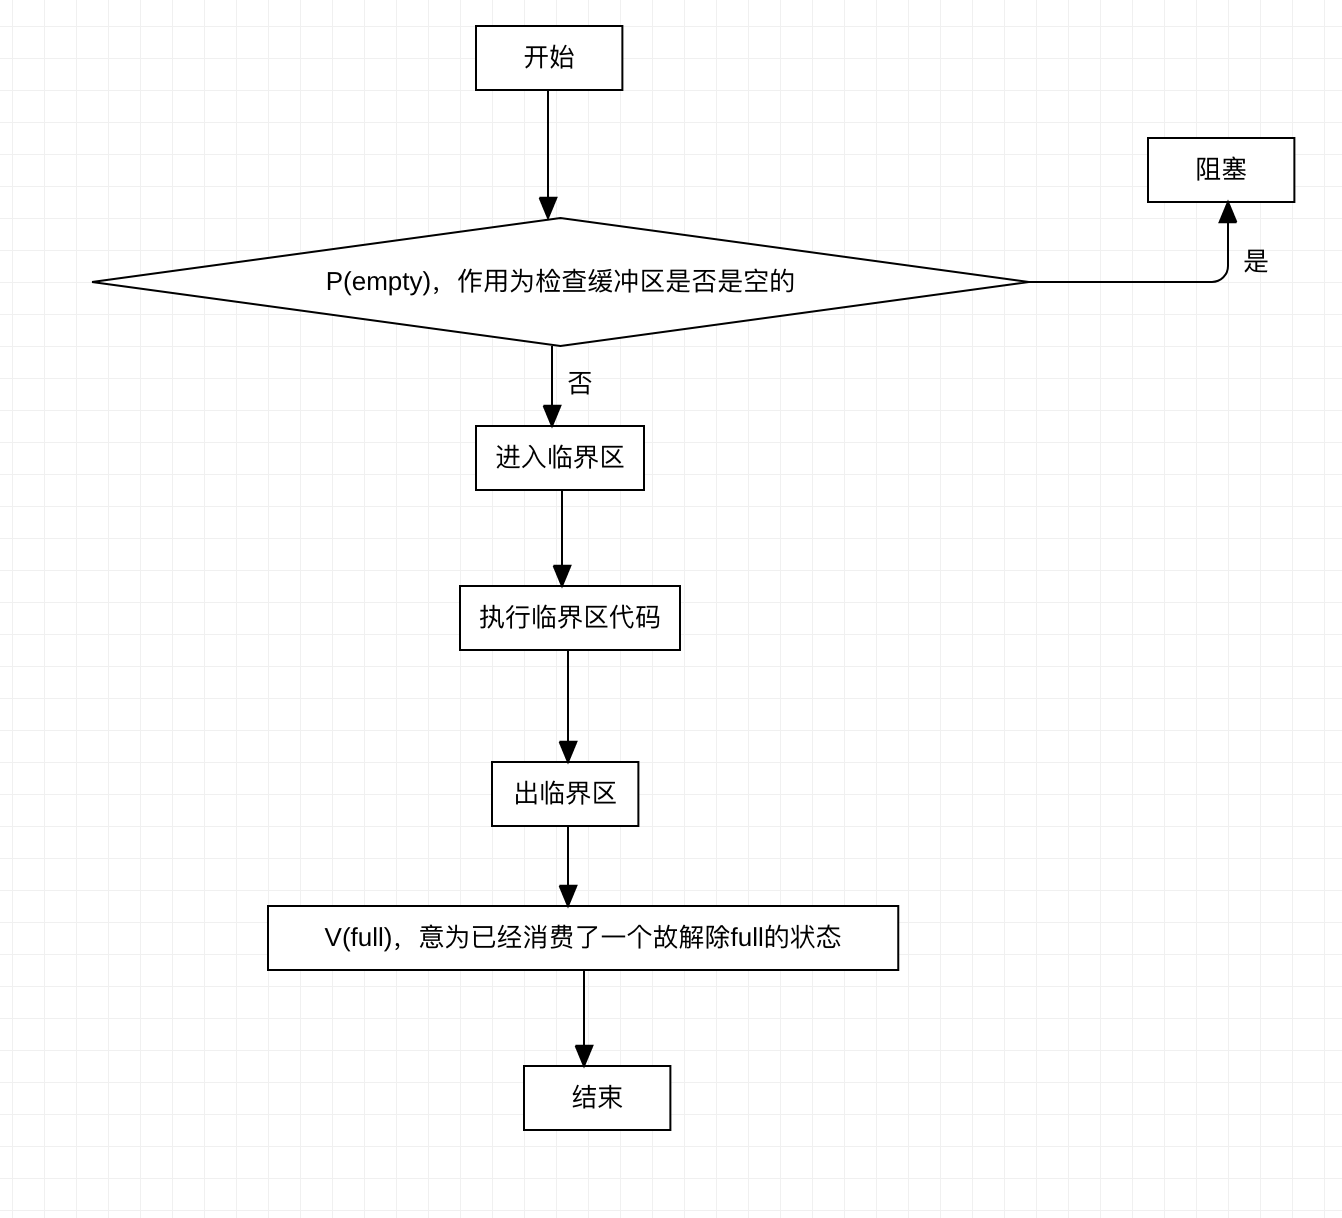 开始
阻塞
P(empty)，作用为检查缓冲区是否是空的
是
否
进入临界区
执行临界区代码
出临界区
V(full)，意为已经消费了一个故解除full的状态
结束